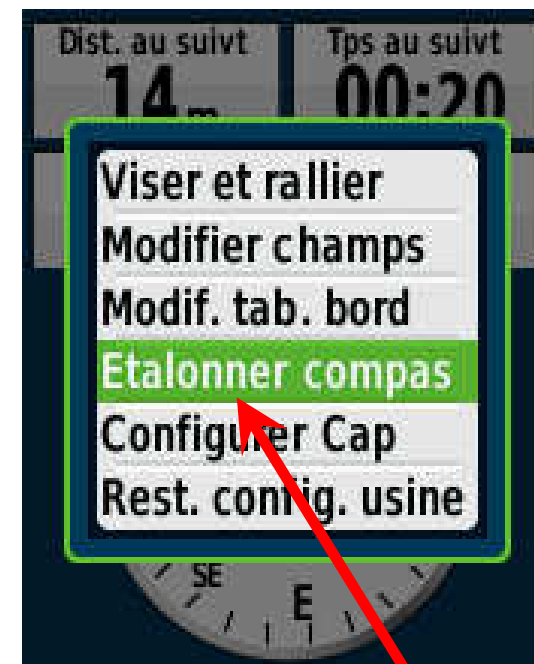 Dist. au suivt
Tps au suivt
14 m
00:20
Viser et rallier
Modifier champs
Modif. tab. bord
Etalonner compas
Configurer Cap
Rest. config. usine
SE
E